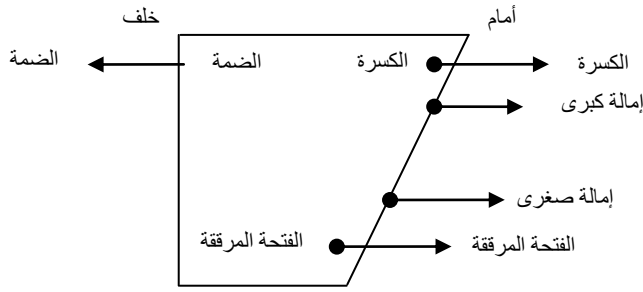 أمام خلف
الكسرة الكسرة الضمة الضمة
إمالة كبرى
إمالة صغرى
الفتحة المرققة الفتحة المرققة